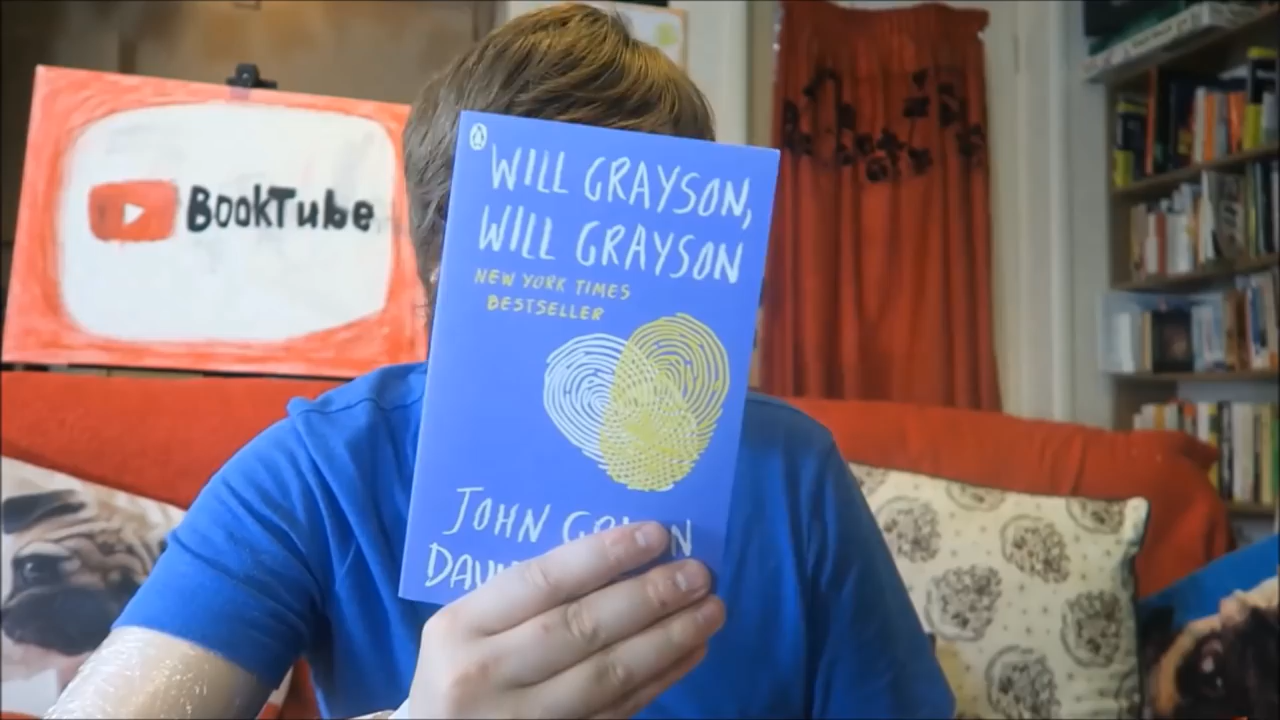 BookTube
WILL GRAYSON,
WILL GRAYSON
NEW YORK TIMES
BESTSELLER
JOHN